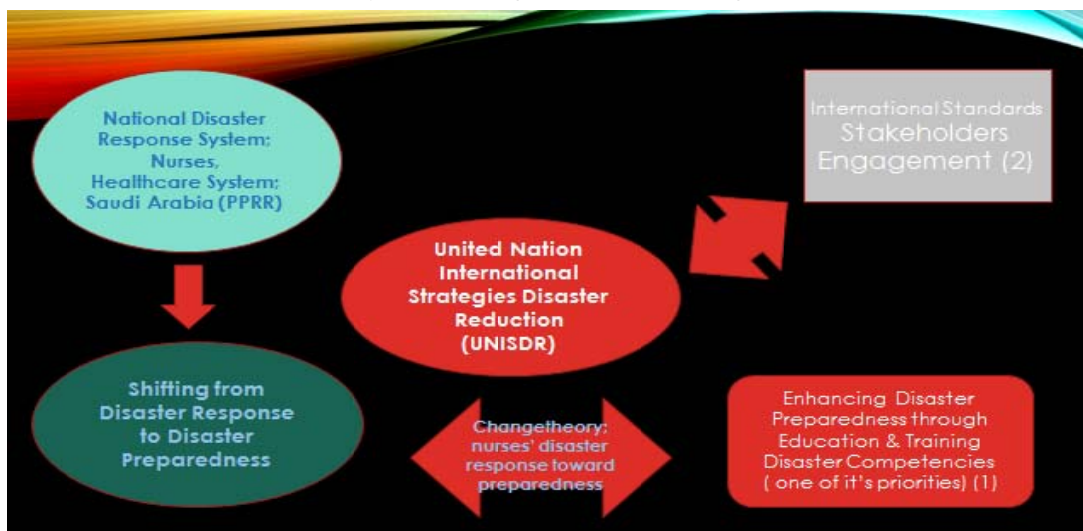 National Disaster
Response System;
Nurses,
Healthcare System;
Saudi Arabia (PPRR)
International Standards
Stakeholders
Engagement (2)
United Nation
International
Strategies Disaster
Reduction
(UNISDR)
Shifting from
Disaster Response
to Disaster
Preparedness
Changetheory;
nurses' disaster
response toward
preparedness
Enhancing Disaster
Preparedness through
Education & Training
Disaster Competencies
( one of it's priorities) (1)